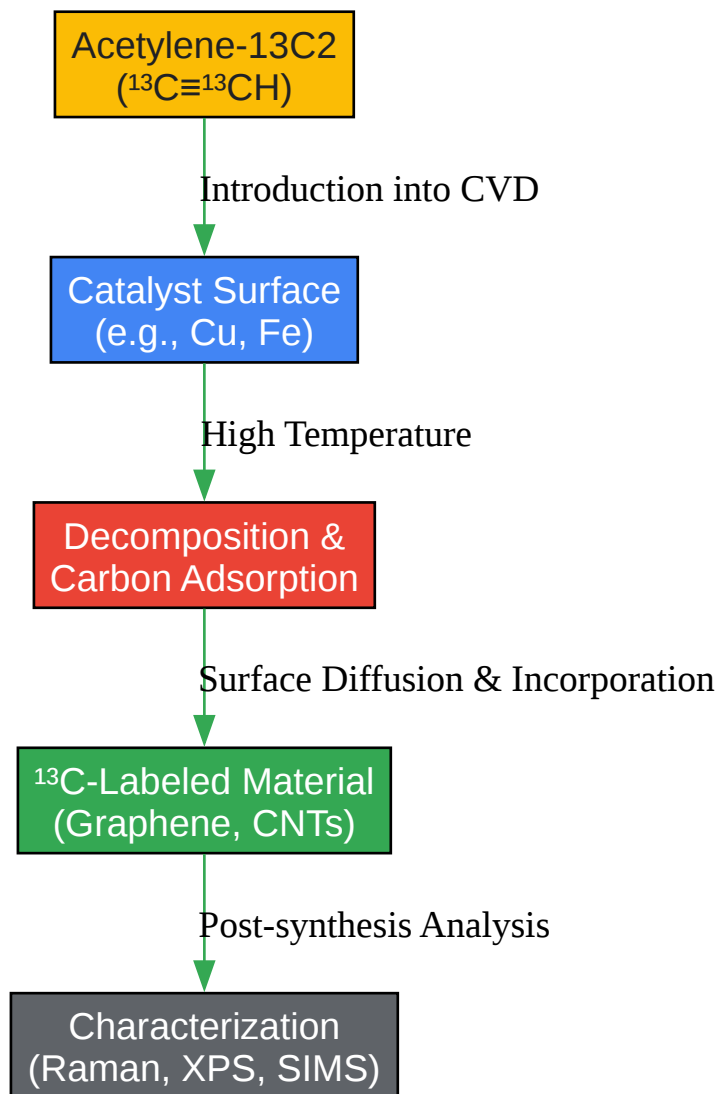 Acetylene-13C2
(¹³C≡¹³CH)
Introduction into CVD
Catalyst Surface
(e.g., Cu, Fe)
High Temperature
Decomposition &
Carbon Adsorption
Surface Diffusion & Incorporation
¹³C-Labeled Material
(Graphene, CNTs)
Post-synthesis Analysis
Characterization
(Raman, XPS, SIMS)